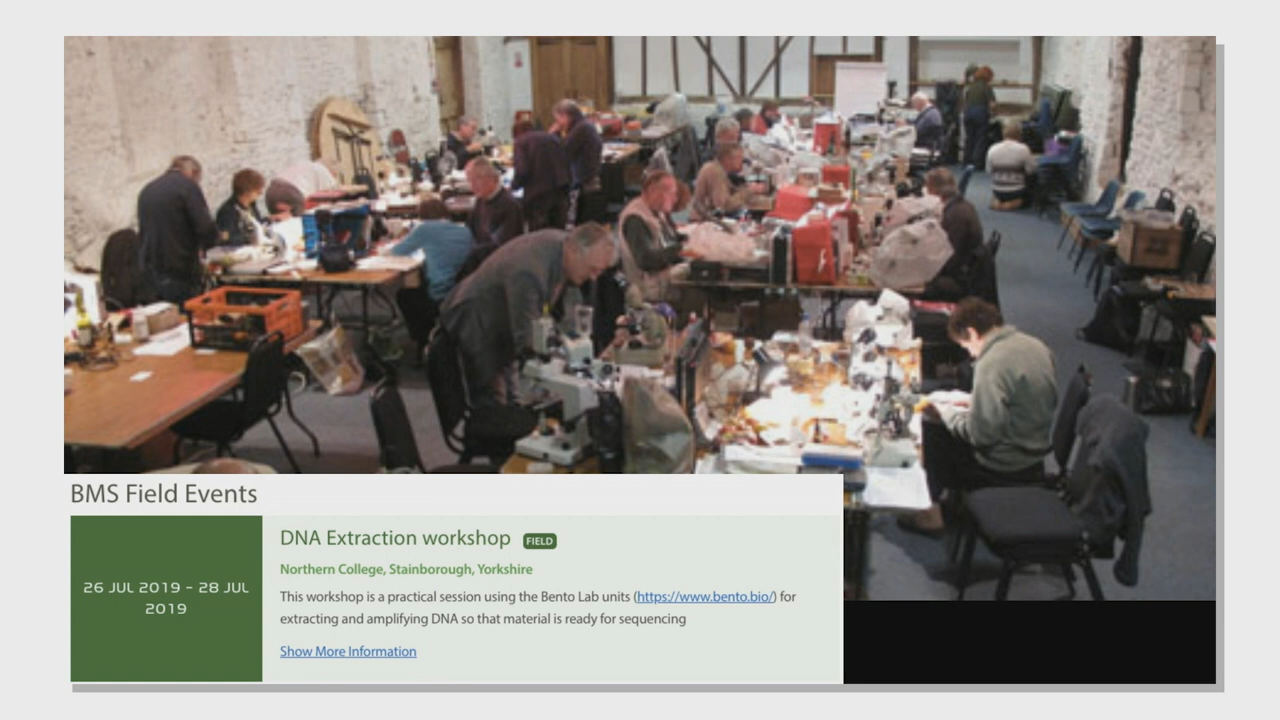 BMS Field Events
26 JUL 2019 - 28 JUL
2019
DNA Extraction workshop FIELD
Northern College, Stainborough, Yorkshire
This workshop is a practical session using the Bento Lab units (https://www.bento.bio/) for
extracting and amplifying DNA so that material is ready for sequencing
Show More Information